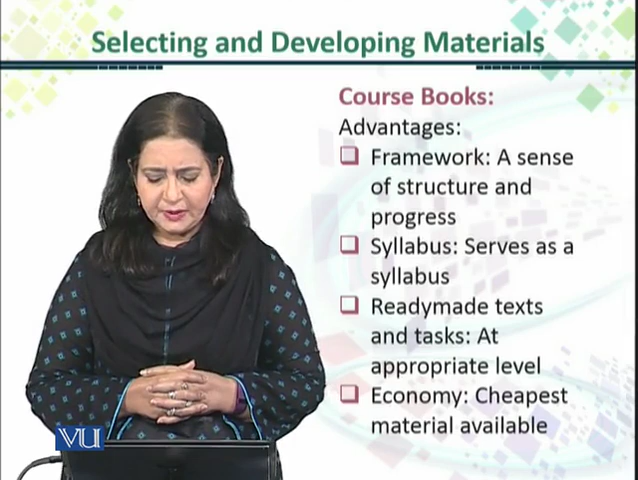 Selecting and Developing Materials
Course Books:
Advantages:
Framework: A sense
of structure and
progress
Syllabus: Serves as a
syllabus
Readymade texts
and tasks: At
appropriate level
Economy: Cheapest
material available
VU